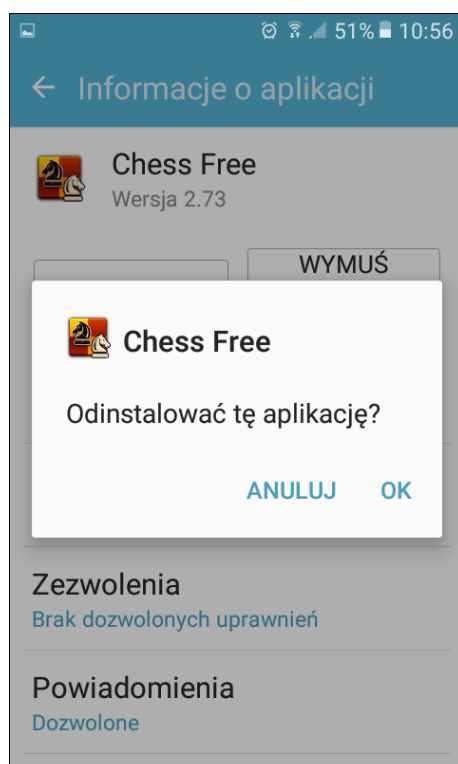 51% 10:56
Informacje o aplikacji
Chess Free
Wersja 2.73
WYMUŚ
Chess Free
Odinstalować tę aplikację?
ANULUJ OK
Zezwolenia
Brak dozwolonych uprawnień
Powiadomienia
Dozwolone